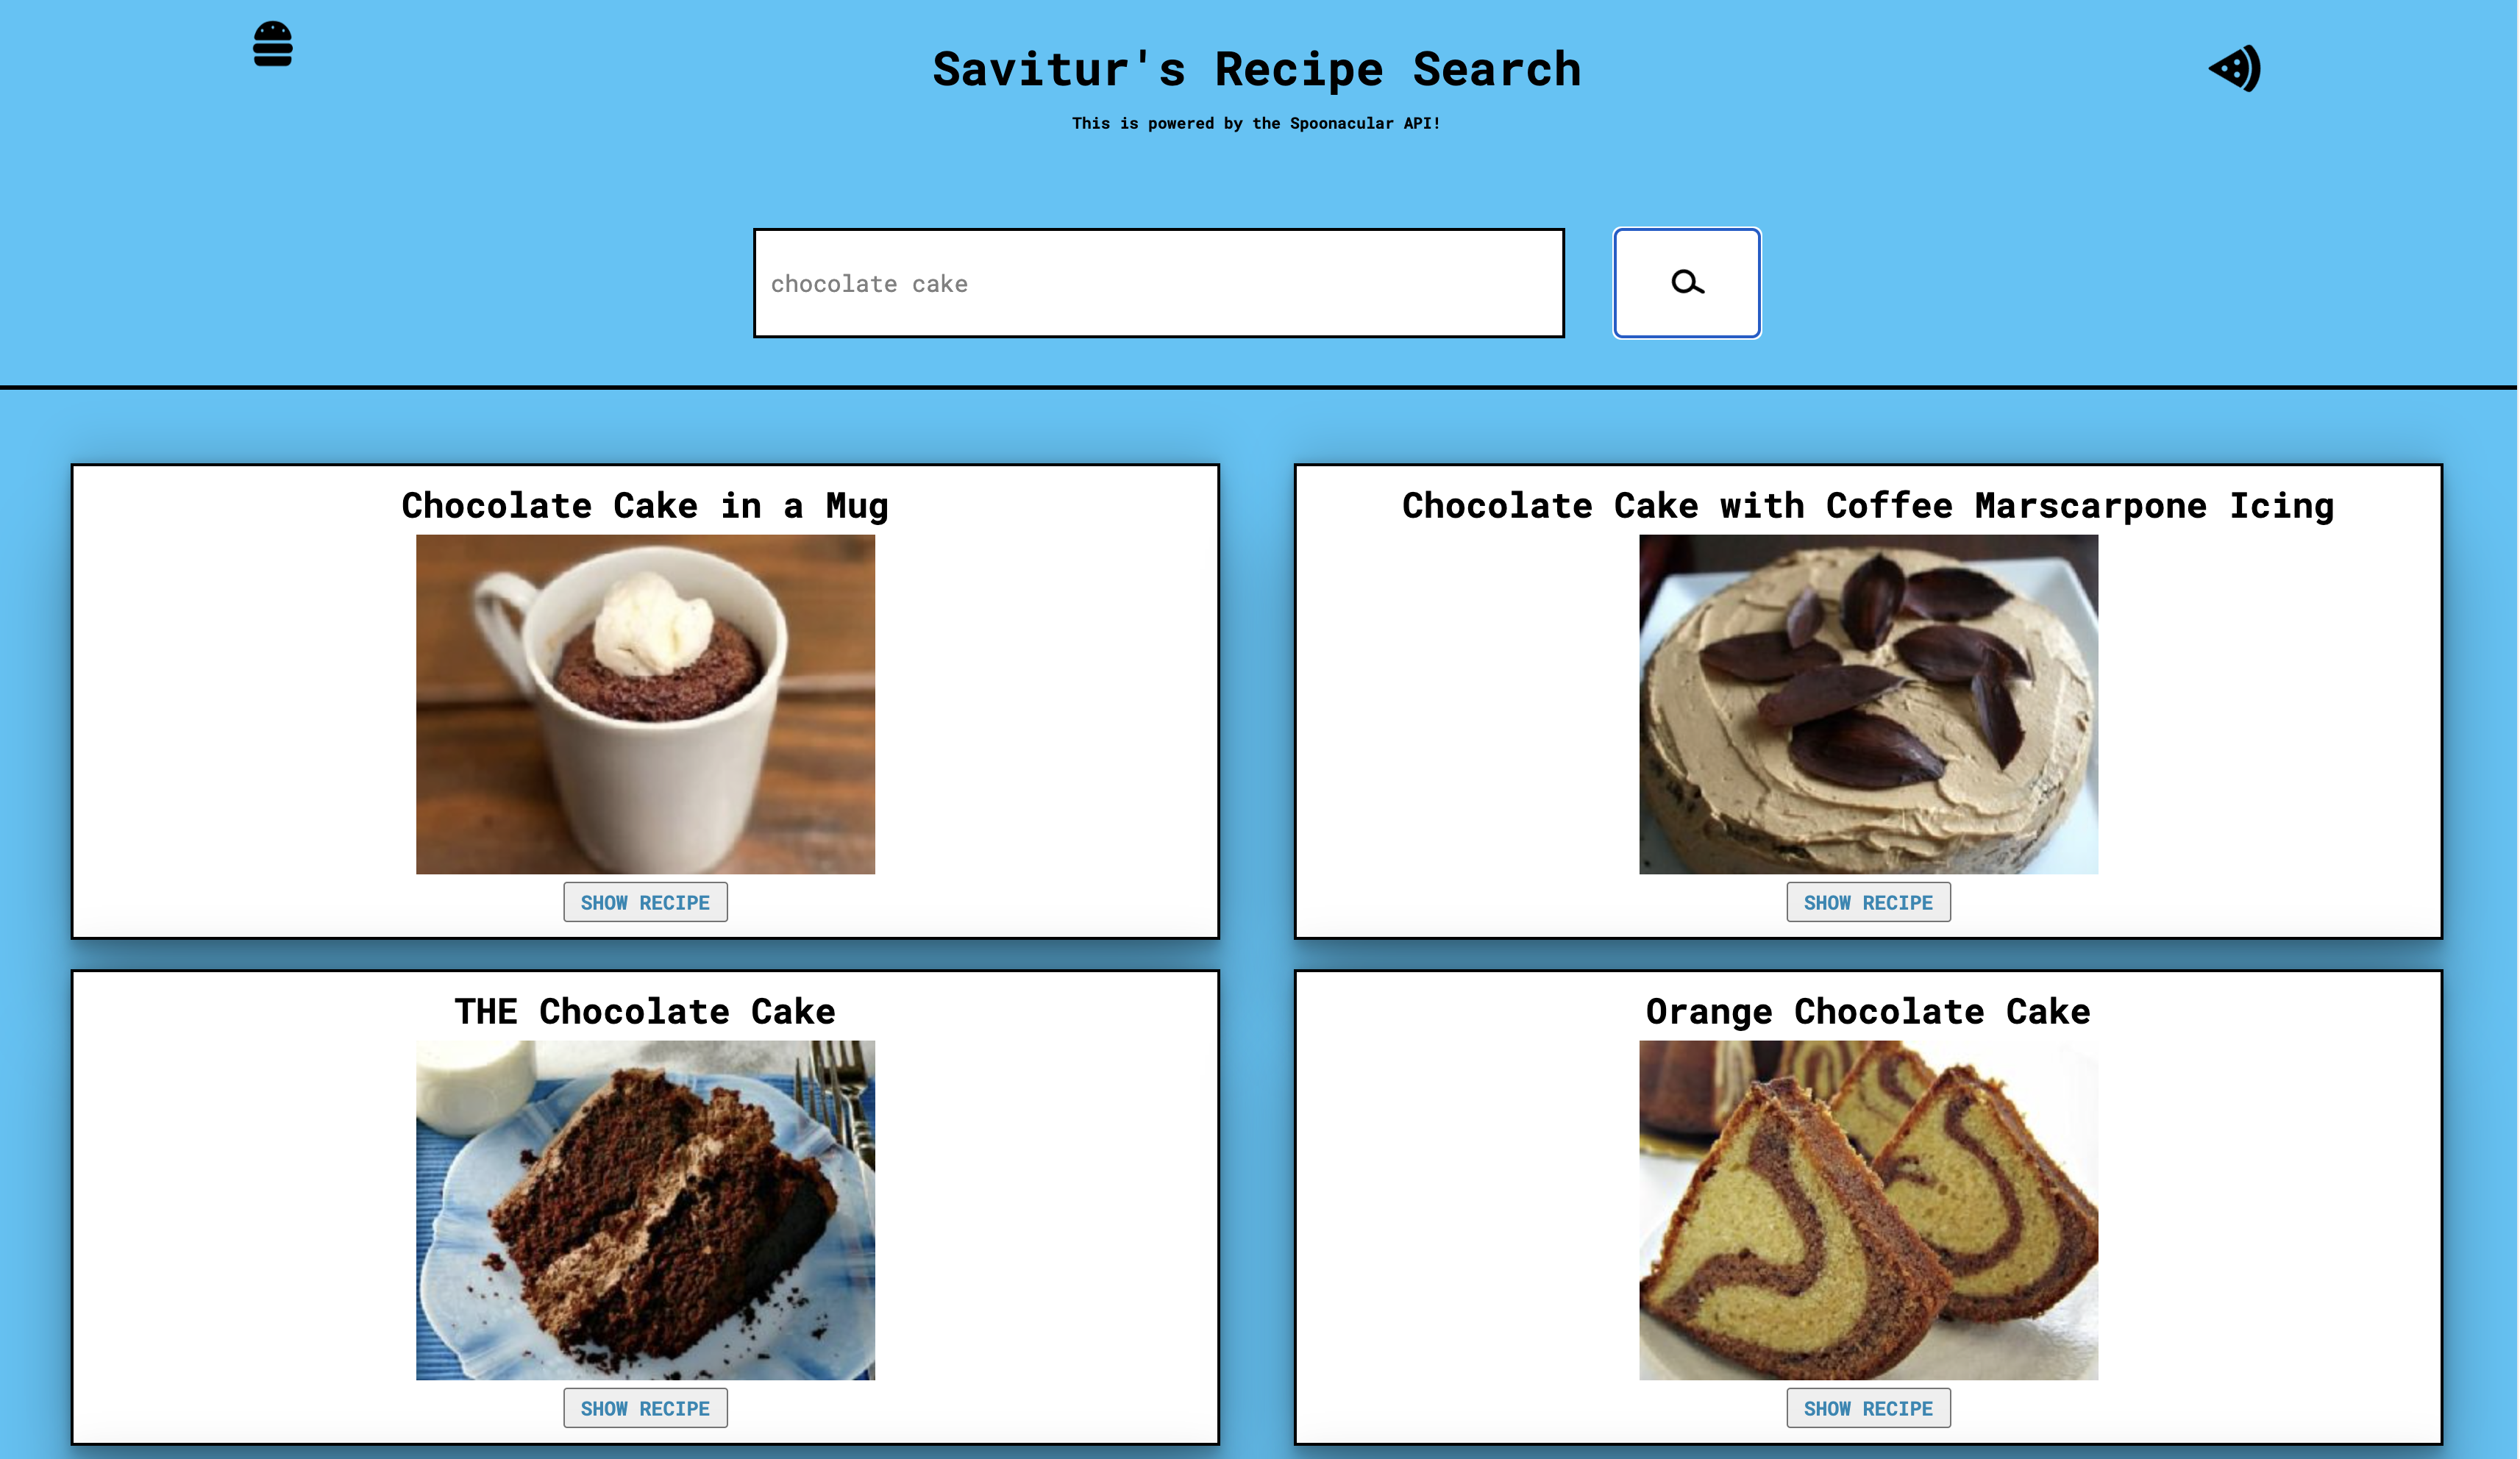 Savitur's Recipe Search
This is powered by the Spoonacular API!
chocolate cake
Chocolate Cake in a Mug
SHOW RECIPE
Chocolate Cake with Coffee Marscarpone Icing
SHOW RECIPE
THE Chocolate Cake
SHOW RECIPE
Orange Chocolate Cake
SHOW RECIPE